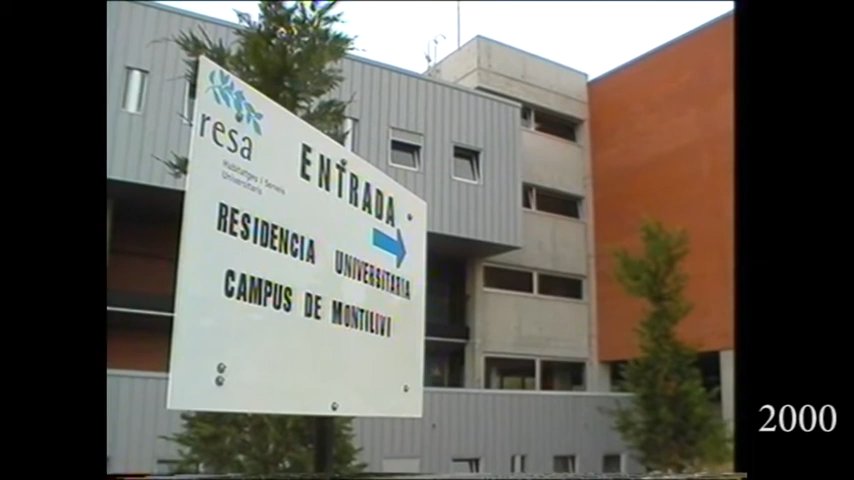 resa
Habitatges i Serveis
Universitaris
ENTRADA
RESIDENCIA UNIVERSITARIA
CAMPUS DE MONTILIVI
2000